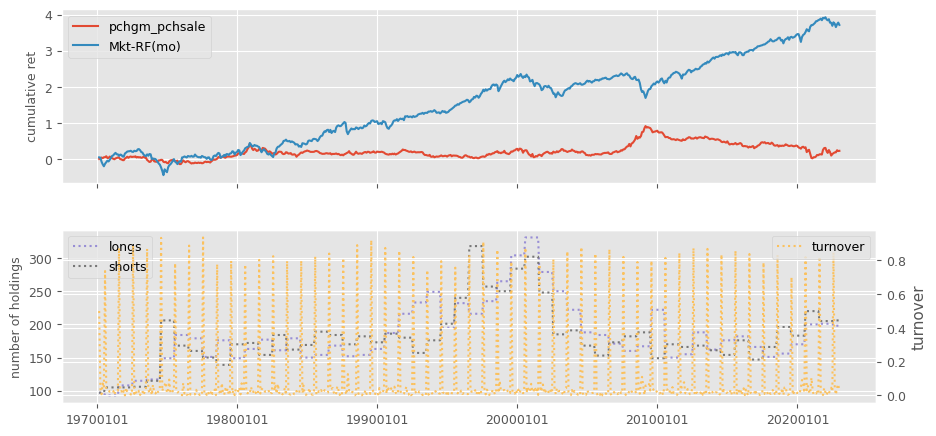 4
3
2
1
0
cumulative ret
pchgm_pchsale
Mkt-RF(mo)
300
250
200
150
100
number of holdings
longs
shorts
turnover
0.8
0.6
0.4
0.2
0.0
turnover
19700101
19800101
19900101
20000101
20100101
20200101